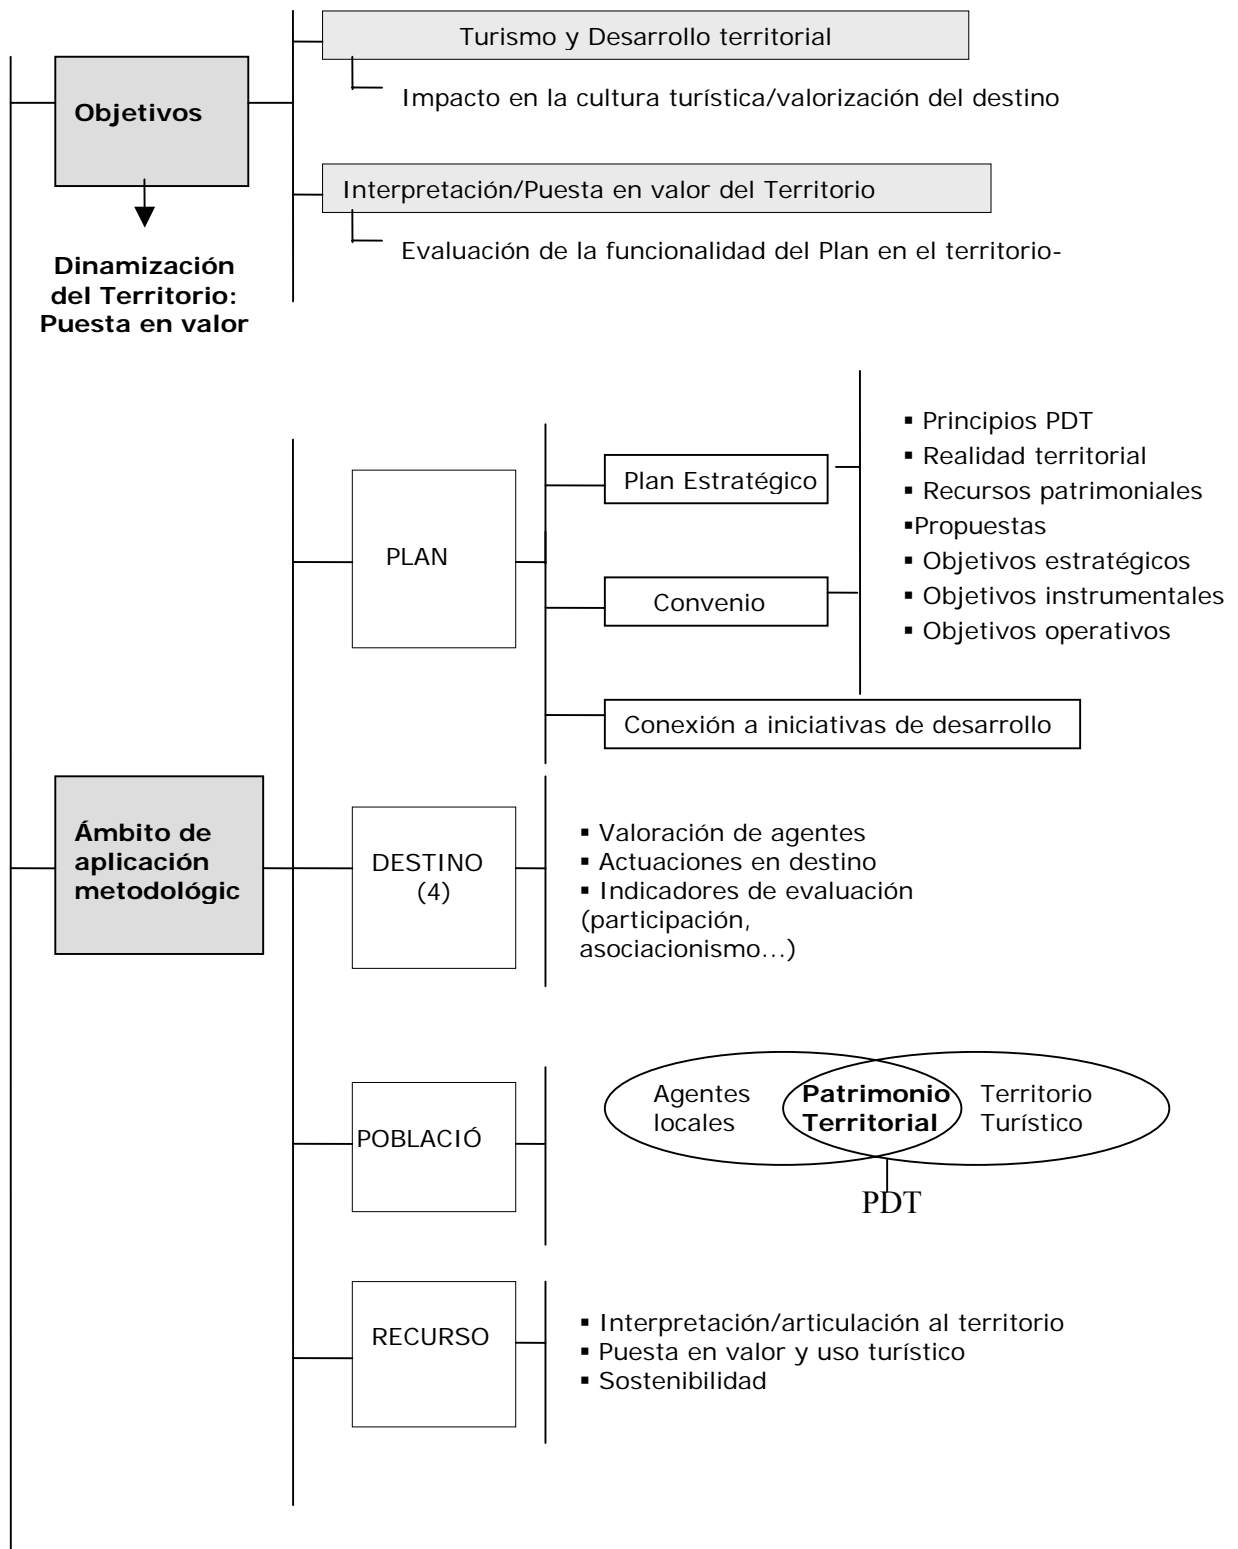 Turismo y Desarrollo territorial
Impacto en la cultura turística/valorización del destino
Objetivos
Interpretación/Puesta en valor del Territorio
Evaluación de la funcionalidad del Plan en el territorio-
Dinamización
del Territorio:
Puesta en valor
PLAN
Plan Estratégico
Convenio
Conexión a iniciativas de desarrollo
▪ Principios PDT
▪ Realidad territorial
▪ Recursos patrimoniales
▪Propuestas
▪ Objetivos estratégicos
▪ Objetivos instrumentales
▪ Objetivos operativos
Ámbito de
aplicación
metodológic
DESTINO
(4)
▪ Valoración de agentes
▪ Actuaciones en destino
▪ Indicadores de evaluación
(participación,
asociacionismo...)
POBLACIÓ
Agentes
locales
Patrimonio
Territorial
Territorio
Turístico
PDT
RECURSO
▪ Interpretación/articulación al territorio
▪ Puesta en valor y uso turístico
▪ Sostenibilidad